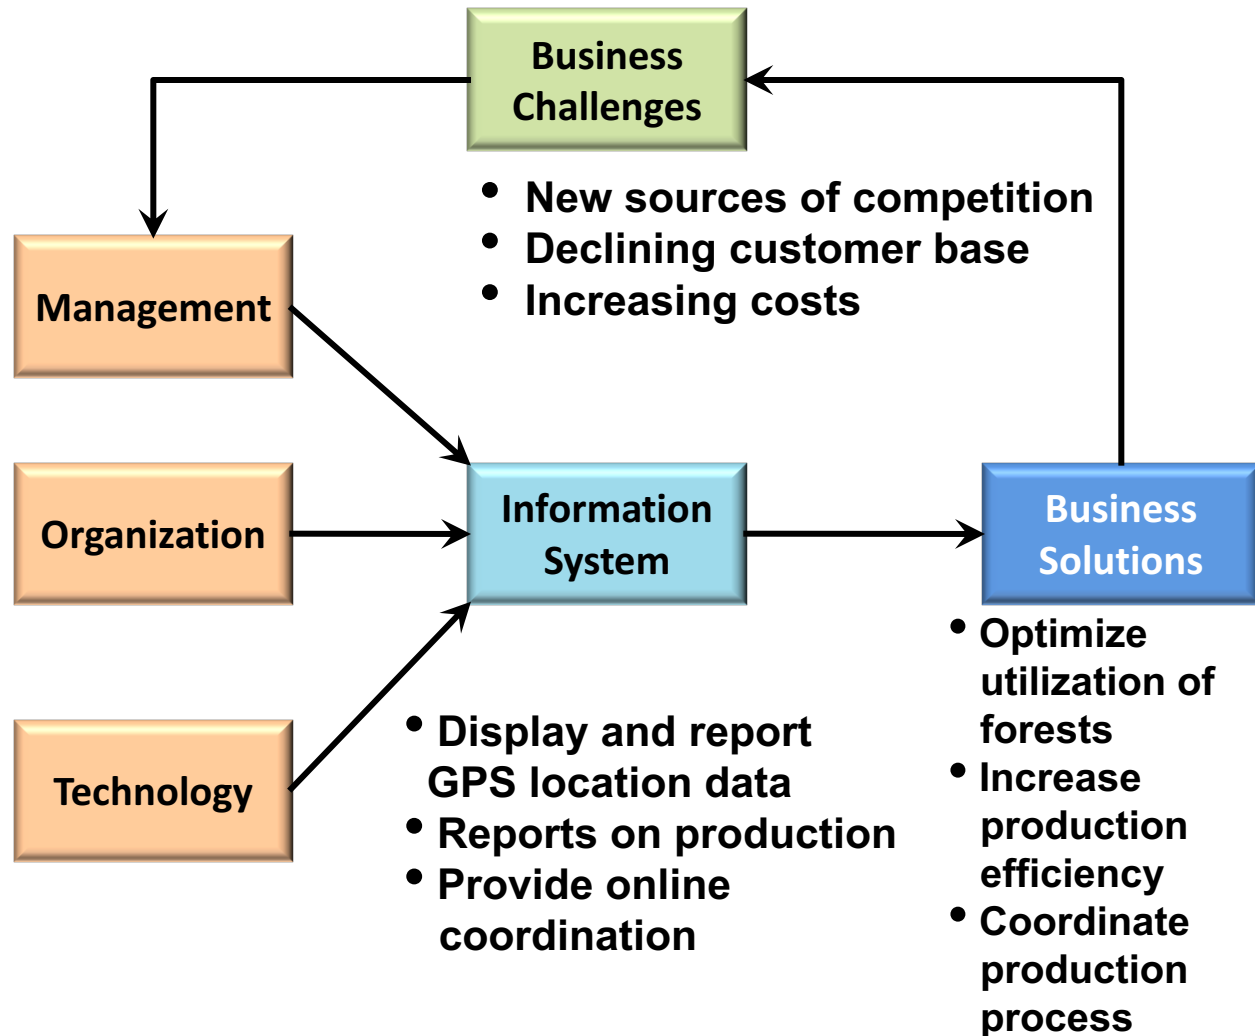 Business
Challenges
• New sources of competition
• Declining customer base
• Increasing costs
Management
Organization
Technology
Information
System
• Display and report
GPS location data
• Reports on production
• Provide online
coordination
Business
Solutions
• Optimize
utilization of
forests
• Increase
production
efficiency
• Coordinate
production
process